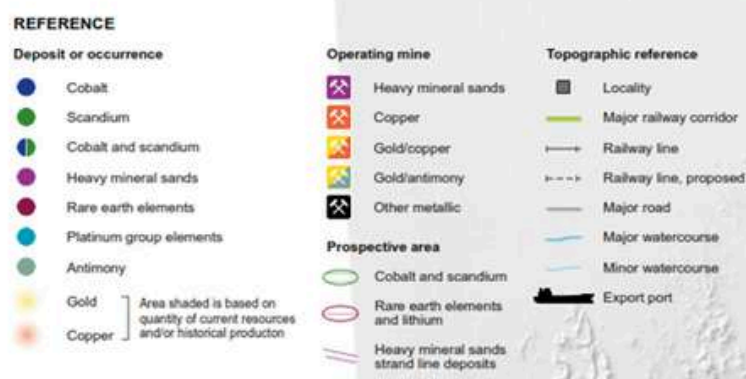 REFERENCE
Deposit or occurrence
Cobalt
Scandium
Cobalt and scandium
Heavy mineral sands
Rare earth elements
Platinum group elements
Antimony
Gold
Copper
Area shaded is based on
quantity of current resources
and/or historical producton
Operating mine
Heavy mineral sands
Copper
Gold/copper
Gold/antimony
Other metallic
Prospective area
Cobalt and scandium
Rare earth elements
and lithium
Heavy mineral sands
strand line deposits
Topographic reference
Locality
Major railway corridor
Railway line
Railway line, proposed
Major road
Major watercourse
Minor watercourse
Export port